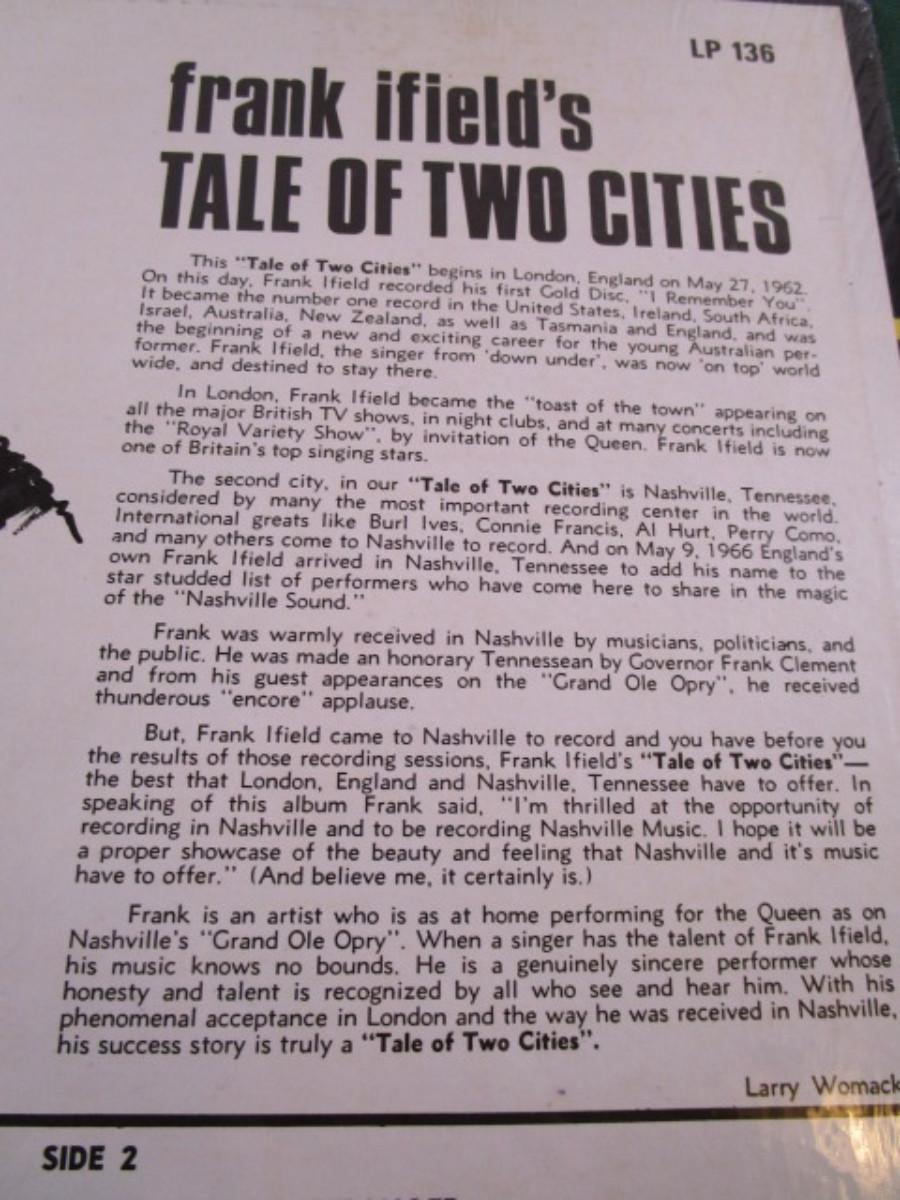 LP 136
frank ifield's
TALE OF TWO CITIES
This "Tale of Two Cities" begins in London, England on May 27, 1962.
On this day, Frank Ifield recorded his first Gold Disc, "I Remember You".
It became the number one record in the United States, Ireland, South Africa,
Israel, Australia, New Zealand, as well as Tasmania and England, and was
the beginning of a new and exciting career for the young Australian per-
former. Frank Ifield, the singer from 'down under', was now 'on top' world
wide, and destined to stay there.
In London, Frank Ifield became the "toast of the town" appearing on
all the major British TV shows, in night clubs, and at many concerts including
the "Royal Variety Show", by invitation of the Queen. Frank Ifield is now
one of Britain's top singing stars.
The second city, in our "Tale of Two Cities" is Nashville, Tennessee,
considered by many the most important recording center in the world.
International greats like Burl Ives, Connie Francis, Al Hurt, Perry Como,
and many others come to Nashville to record. And on May 9, 1966 England's
own Frank Ifield arrived in Nashville, Tennessee to add his name to the
star studded list of performers who have come here to share in the magic
of the "Nashville Sound."
Frank was warmly received in Nashville by musicians, politicians, and
the public. He was made an honorary Tennessean by Governor Frank Clement
and from his guest appearances on the "Grand Ole Opry", he received
thunderous "encore" applause.
But, Frank Ifield came to Nashville to record and you have before you
the results of those recording sessions, Frank Ifield's "Tale of Two Cities"—
the best that London, England and Nashville, Tennessee have to offer. In
speaking of this album Frank said, "I'm thrilled at the opportunity of
recording in Nashville and to be recording Nashville Music. I hope it will be
a proper showcase of the beauty and feeling that Nashville and it's music
have to offer." (And believe me, it certainly is.)
Frank is an artist who is as at home performing for the Queen as on
Nashville's "Grand Ole Opry". When a singer has the talent of Frank Ifield,
his music knows no bounds. He is a genuinely sincere performer whose
honesty and talent is recognized by all who see and hear him. With his
phenomenal acceptance in London and the way he was received in Nashville,
his success story is truly a "Tale of Two Cities".
Larry Womack
SIDE 2